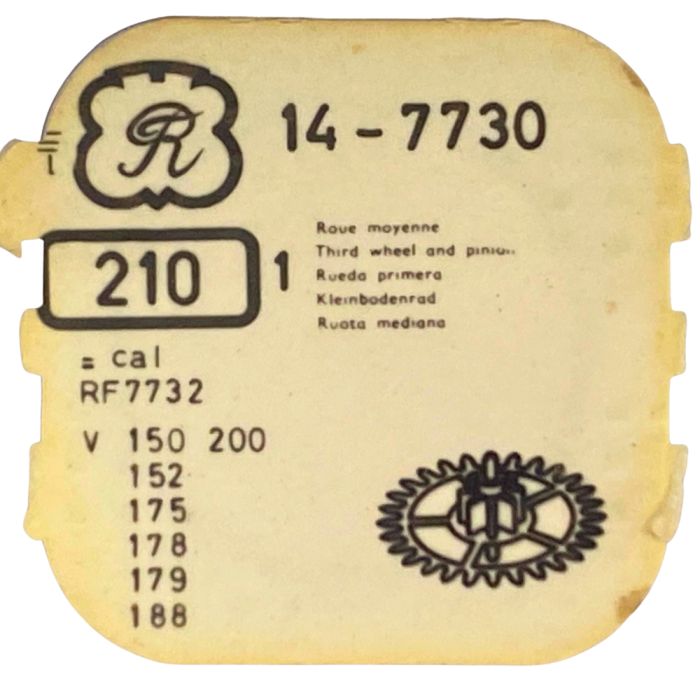 R 14-7730
210 1
Roue moyenne
Third wheel and pinion
Rueda primera
Kleinbodenrad
Ruota mediana
= cal
RF7732
V 150 200
152
175
178
179
188